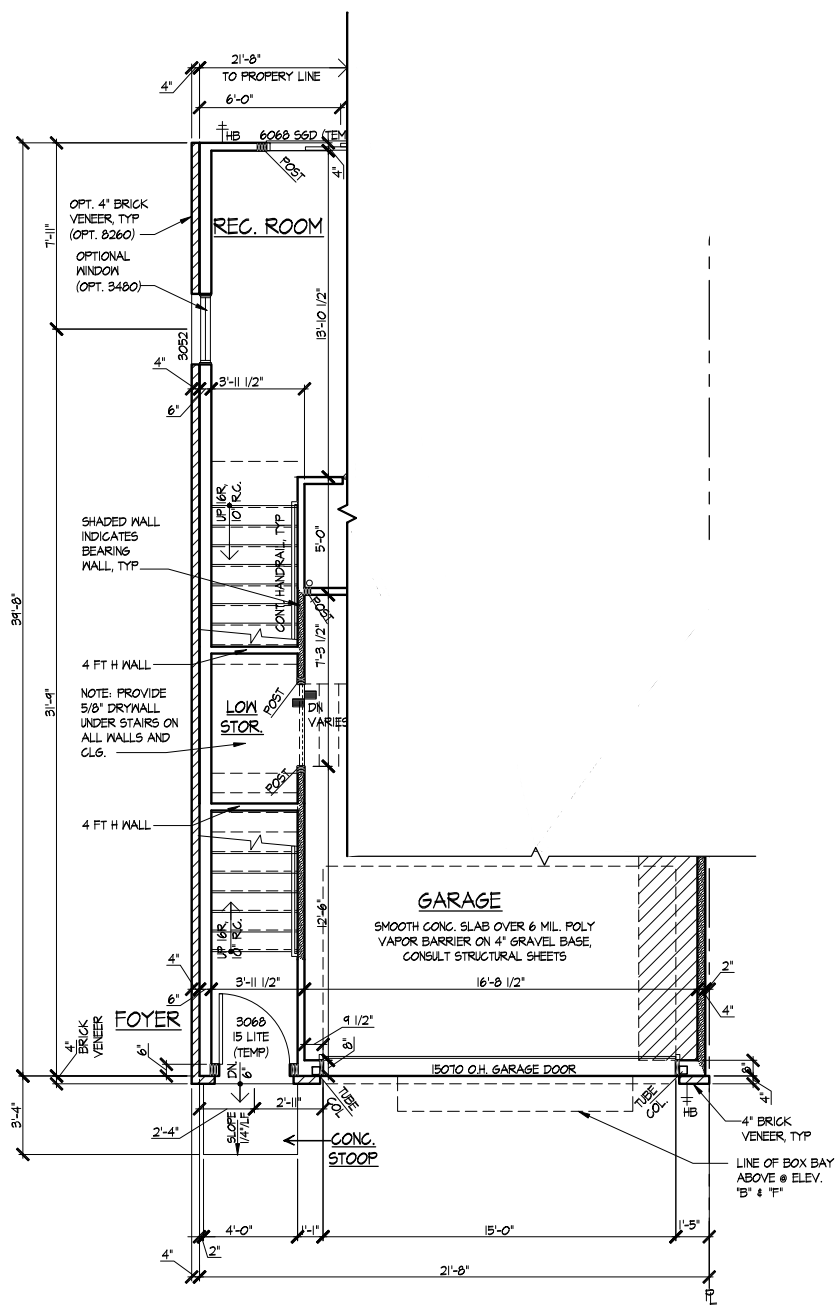 21'-8"
TO PROPERY LINE
4"
6'-0"
HB
6068 SGD (TEM
POST
4"
OPT. 4" BRICK
VENEER, TYP
(OPT. 8260)
REC. ROOM
7'-11"
OPTIONAL
WINDOW
(OPT. 3480)
13'-10 1/2"
3052
4"
3'-11 1/2"
6"
UP 16R,
10" R.C.
SHADED WALL
INDICATES
BEARING
WALL, TYP
CONT. HANDRAIL, TYP
5'-0"
POST
39'-8"
7'-3 1/2"
4 FT H WALL
31'-9"
NOTE: PROVIDE
5/8" DRYWALL
UNDER STAIRS ON
ALL WALLS AND
CLG.
LOW
STOR.
POST
DN
VARIES
POST
4 FT H WALL
GARAGE
SMOOTH CONC. SLAB OVER 6 MIL. POLY
VAPOR BARRIER ON 4" GRAVEL BASE,
CONSULT STRUCTURAL SHEETS
12'-6"
UP 16R,
10" R.C.
4"
2"
3'-11 1/2"
16'-8 1/2"
6"
4"
FOYER
3068
15 LITE
(TEMP)
9 1/2"
4"
BRICK
VENEER
6"
8"
DN.
6"
15070 O.H. GARAGE DOOR
6"
4"
3'-4"
2'-11"
TUBE
COL.
TUBE
COL.
HB
2'-4"
SLOPE
1/4"/LF
CONC.
STOOP
4" BRICK
VENEER, TYP
LINE OF BOX BAY
ABOVE @ ELEV.
"B" & "F"
4'-0"
1'-1"
15'-0"
1'-5"
2"
4"
21'-8"
PL